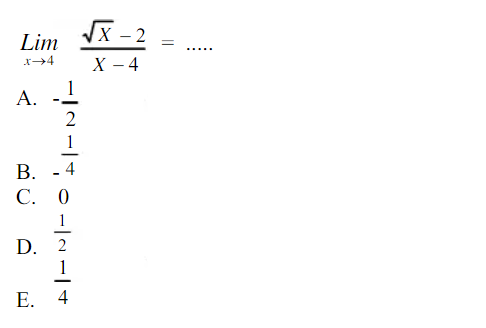 Lim √X – 2 / X – 4 = .....
x→4
A. - 1/2
B. - 1/4
C. 0
D. 1/2
E. 1/4